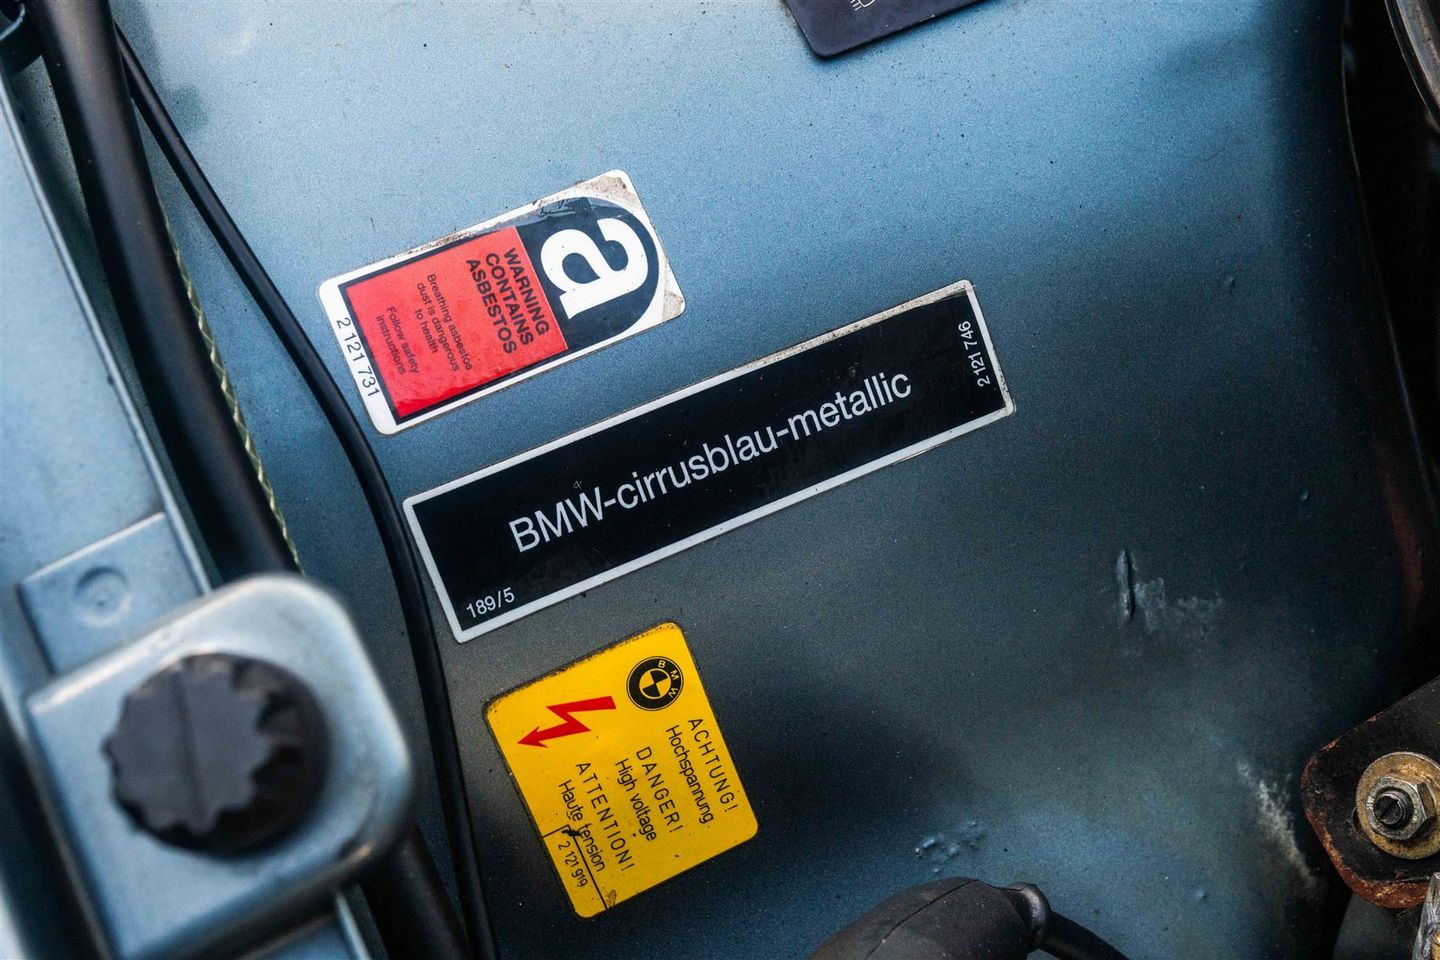 a
WARNING
CONTAINS
ASBESTOS
Breathing asbestos
dust is dangerous
to health
Follow safety
instructions
2 121 731
BMW-cirrusblau-metallic
189/5
2 121 746
BMW
ACHTUNG!
Hochspannung
DANGER!
High voltage
ATTENTION!
Haute tension
2 121 919